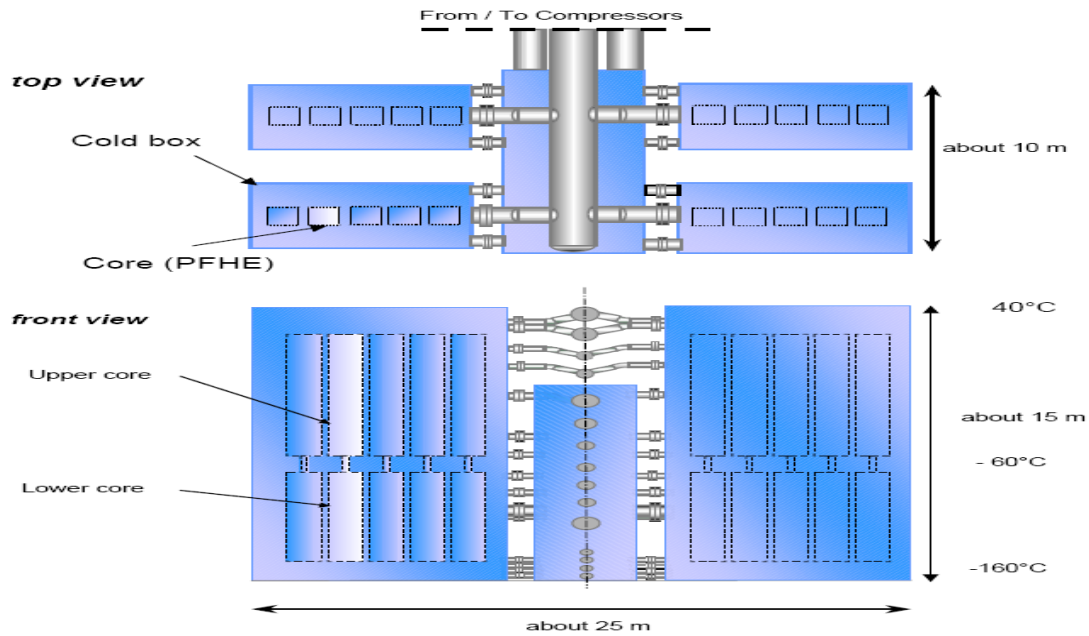 From / To Compressors
top view
Cold box
about 10 m
Core (PFHE)
front view
40°C
Upper core
about 15 m
- 60°C
Lower core
-160°C
about 25 m